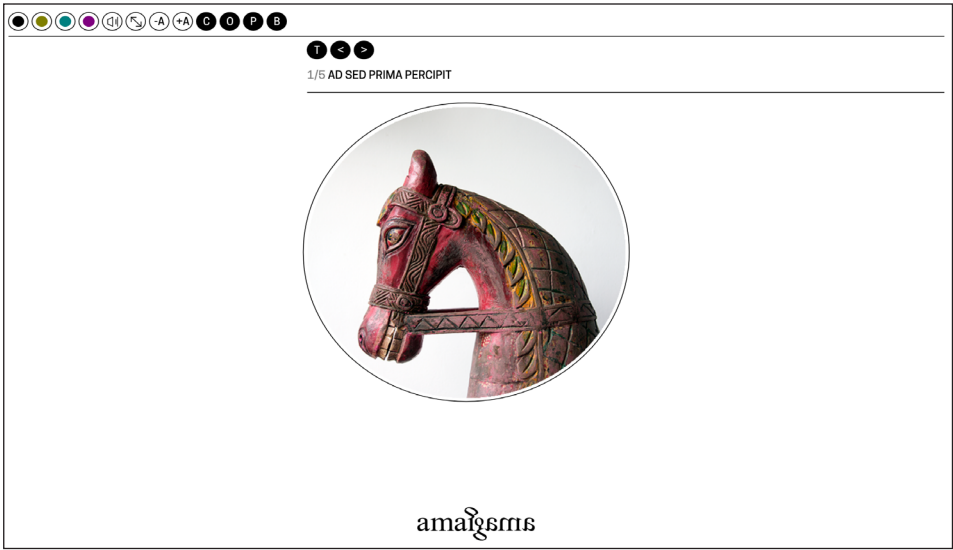 -A +A C O P B
T < >
1/5 AD SED PRIMA PERCIPIT
amalgama